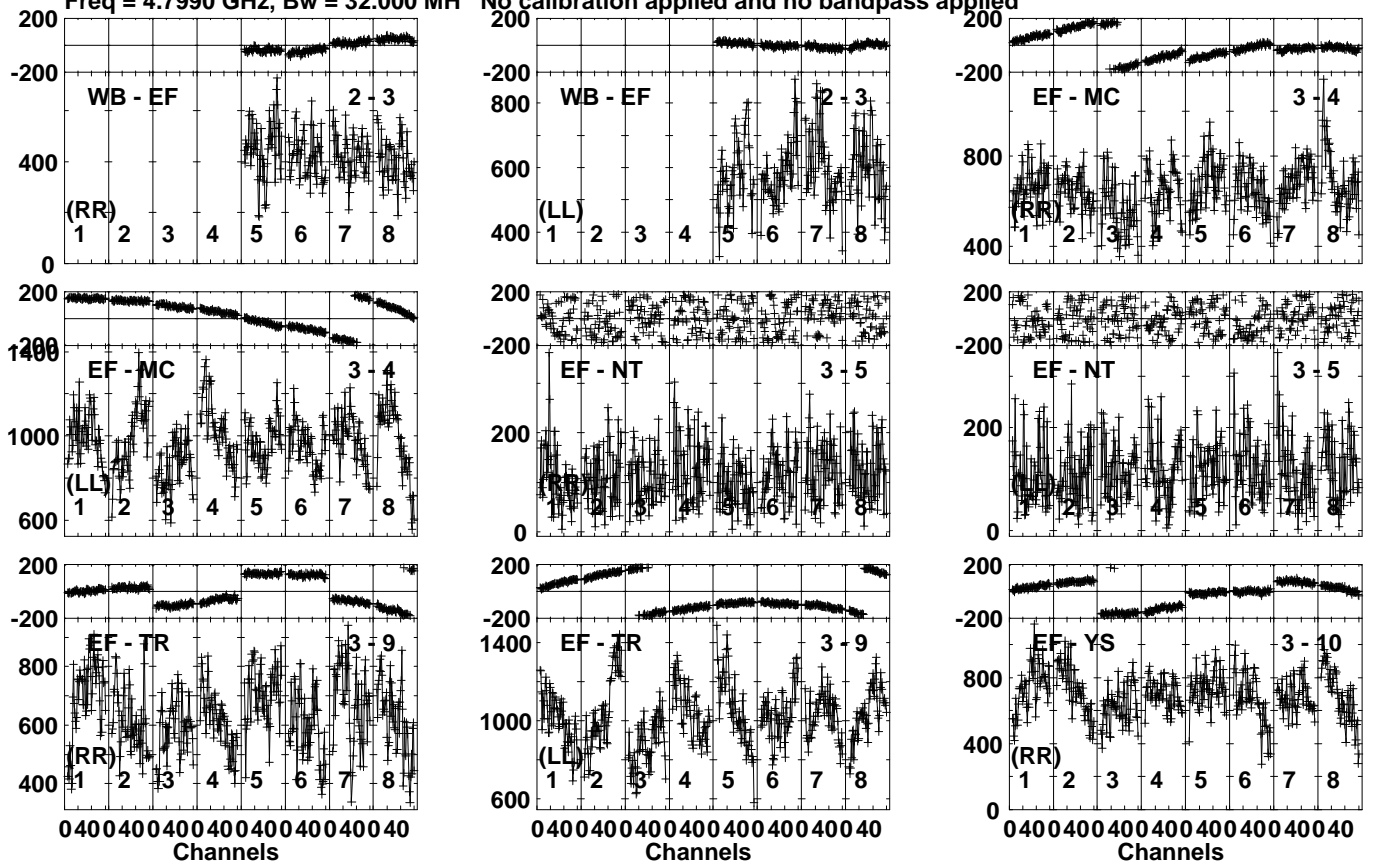 Freq = 4.7990 GHz, Bw = 32.000 MH No calibration applied and no bandpass applied
200
-200
WB - EF 2 - 3
400
(RR)
1 2 3 4 5 6 7 8
0
200
-200
WB - EF 2 - 3
800
600
(LL)
400
1 2 3 4 5 6 7 8
200
-200
EF - MC 3 - 4
800
(RR)
400
1 2 3 4 5 6 7 8
200
-200
1400
EF - MC 3 - 4
1000
(LL)
1 2 3 4 5 6 7 8
600
200
-200
EF - NT 3 - 5
200
(RR)
1 2 3 4 5 6 7 8
0
200
-200
EF - NT 3 - 5
200
(LL)
1 2 3 4 5 6 7 8
0
200
-200
EF - TR 3 - 9
800
600
(RR)
400
1 2 3 4 5 6 7 8
0 40 0 40 0 40 0 40 0 40 0 40 0 40 0 40
Channels
200
-200
EF - TR 3 - 9
1400
1000
(LL)
1 2 3 4 5 6 7 8
600
0 40 0 40 0 40 0 40 0 40 0 40 0 40 0 40
Channels
200
-200
EF - YS 3 - 10
800
400
(RR)
1 2 3 4 5 6 7 8
0
0 40 0 40 0 40 0 40 0 40 0 40 0 40 0 40
Channels